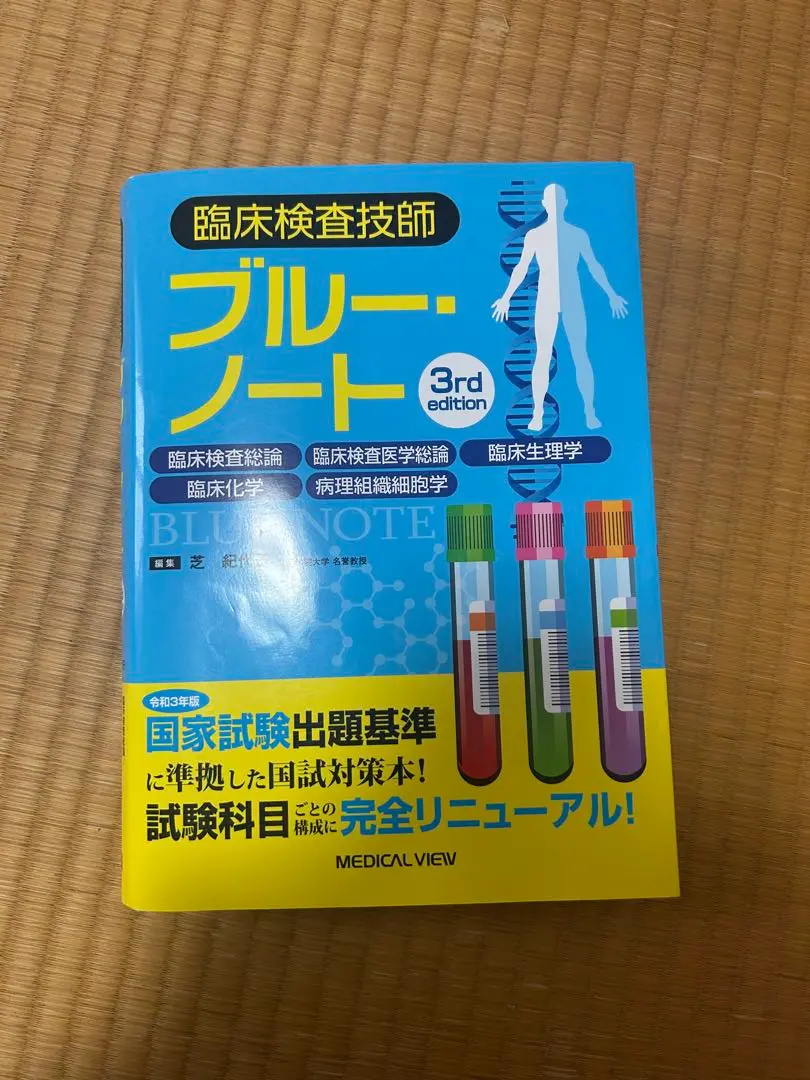 臨床検査技師
ブルー・
ノート
3rd
edition
臨床検査総論
臨床検査医学総論
臨床生理学
臨床化学
病理組織細胞学
BLUE NOTE
編集 芝 紀代 大学 名誉教授
令和3年版
国家試験出題基準
に準拠した国試対策本!
試験科目ごとの構成に完全リニューアル!
MEDICAL VIEW